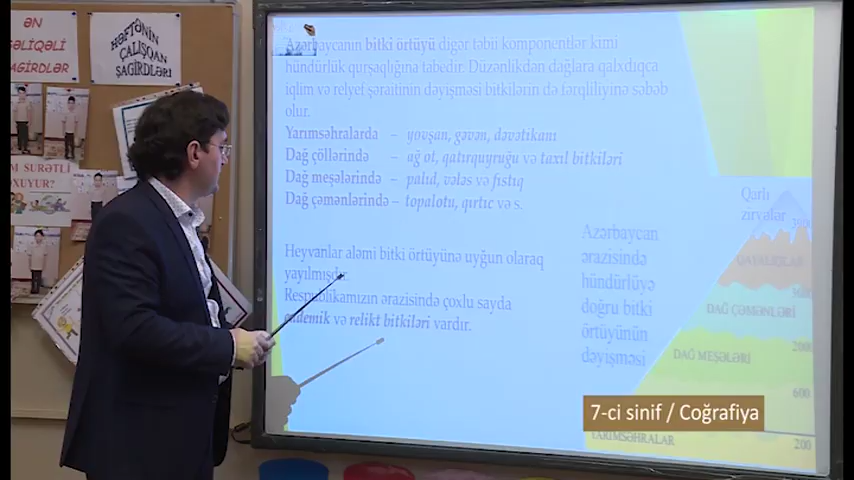 ƏN
SƏLİQƏLİ
ŞAGİRDLƏR
HƏFTƏNİN
ÇALIŞQAN
ŞAGİRDLƏRİ
SURƏTLİ
OXUYUR?
Azərbaycanın bitki örtüyü digər təbii komponentlər kimi
hündürlük qurşaqlığına tabedir. Düzənlikdən dağlara qalxdıqca
iqlim və relyef şəraitinin dəyişməsi bitkilərin də fərqliliyinə səbəb
olur.
Yarımsəhralarda – yovşan, gəvən, dəvətikanı
Dağ çöllərində – ağ ot, qatırquyruğu və taxıl bitkiləri
Dağ meşələrində – palıd, vələs və fıstıq
Dağ çəmənlərində – topalotu, qırtıc və s.
Heyvanlar aləmi bitki örtüyünə uyğun olaraq
yayılmışdır.
Respublikamızın ərazisində çoxlu sayda
endemik və relikt bitkiləri vardır.
Azərbaycan
ərazisində
hündürlüyə
doğru bitki
örtüyünün
dəyişməsi
Qarlı
zirvələr
QAYALIQLAR
DAĞ ÇƏMƏNLƏRİ
2000
DAĞ MEŞƏLƏRİ
600
7-ci sinif / Coğrafiya
YARIMSƏHRALAR
200